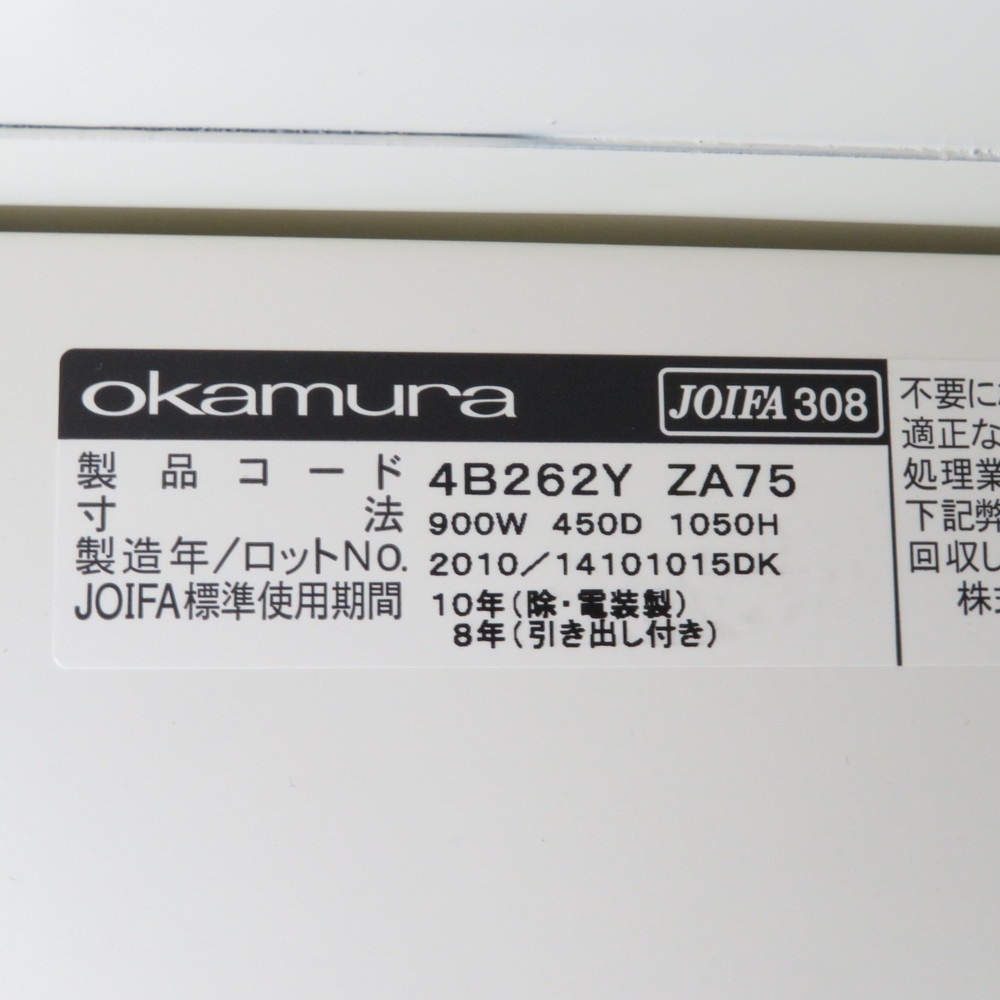 okamura JOIFA 308
製品コード 4B262Y ZA75
寸法 900W 450D 1050H
製造年/ロットNo. 2010/14101015DK
JOIFA標準使用期間 10年(除・電装製)
8年(引き出し付き)
不要に
適正な
処理業
下記弊
回収し
株